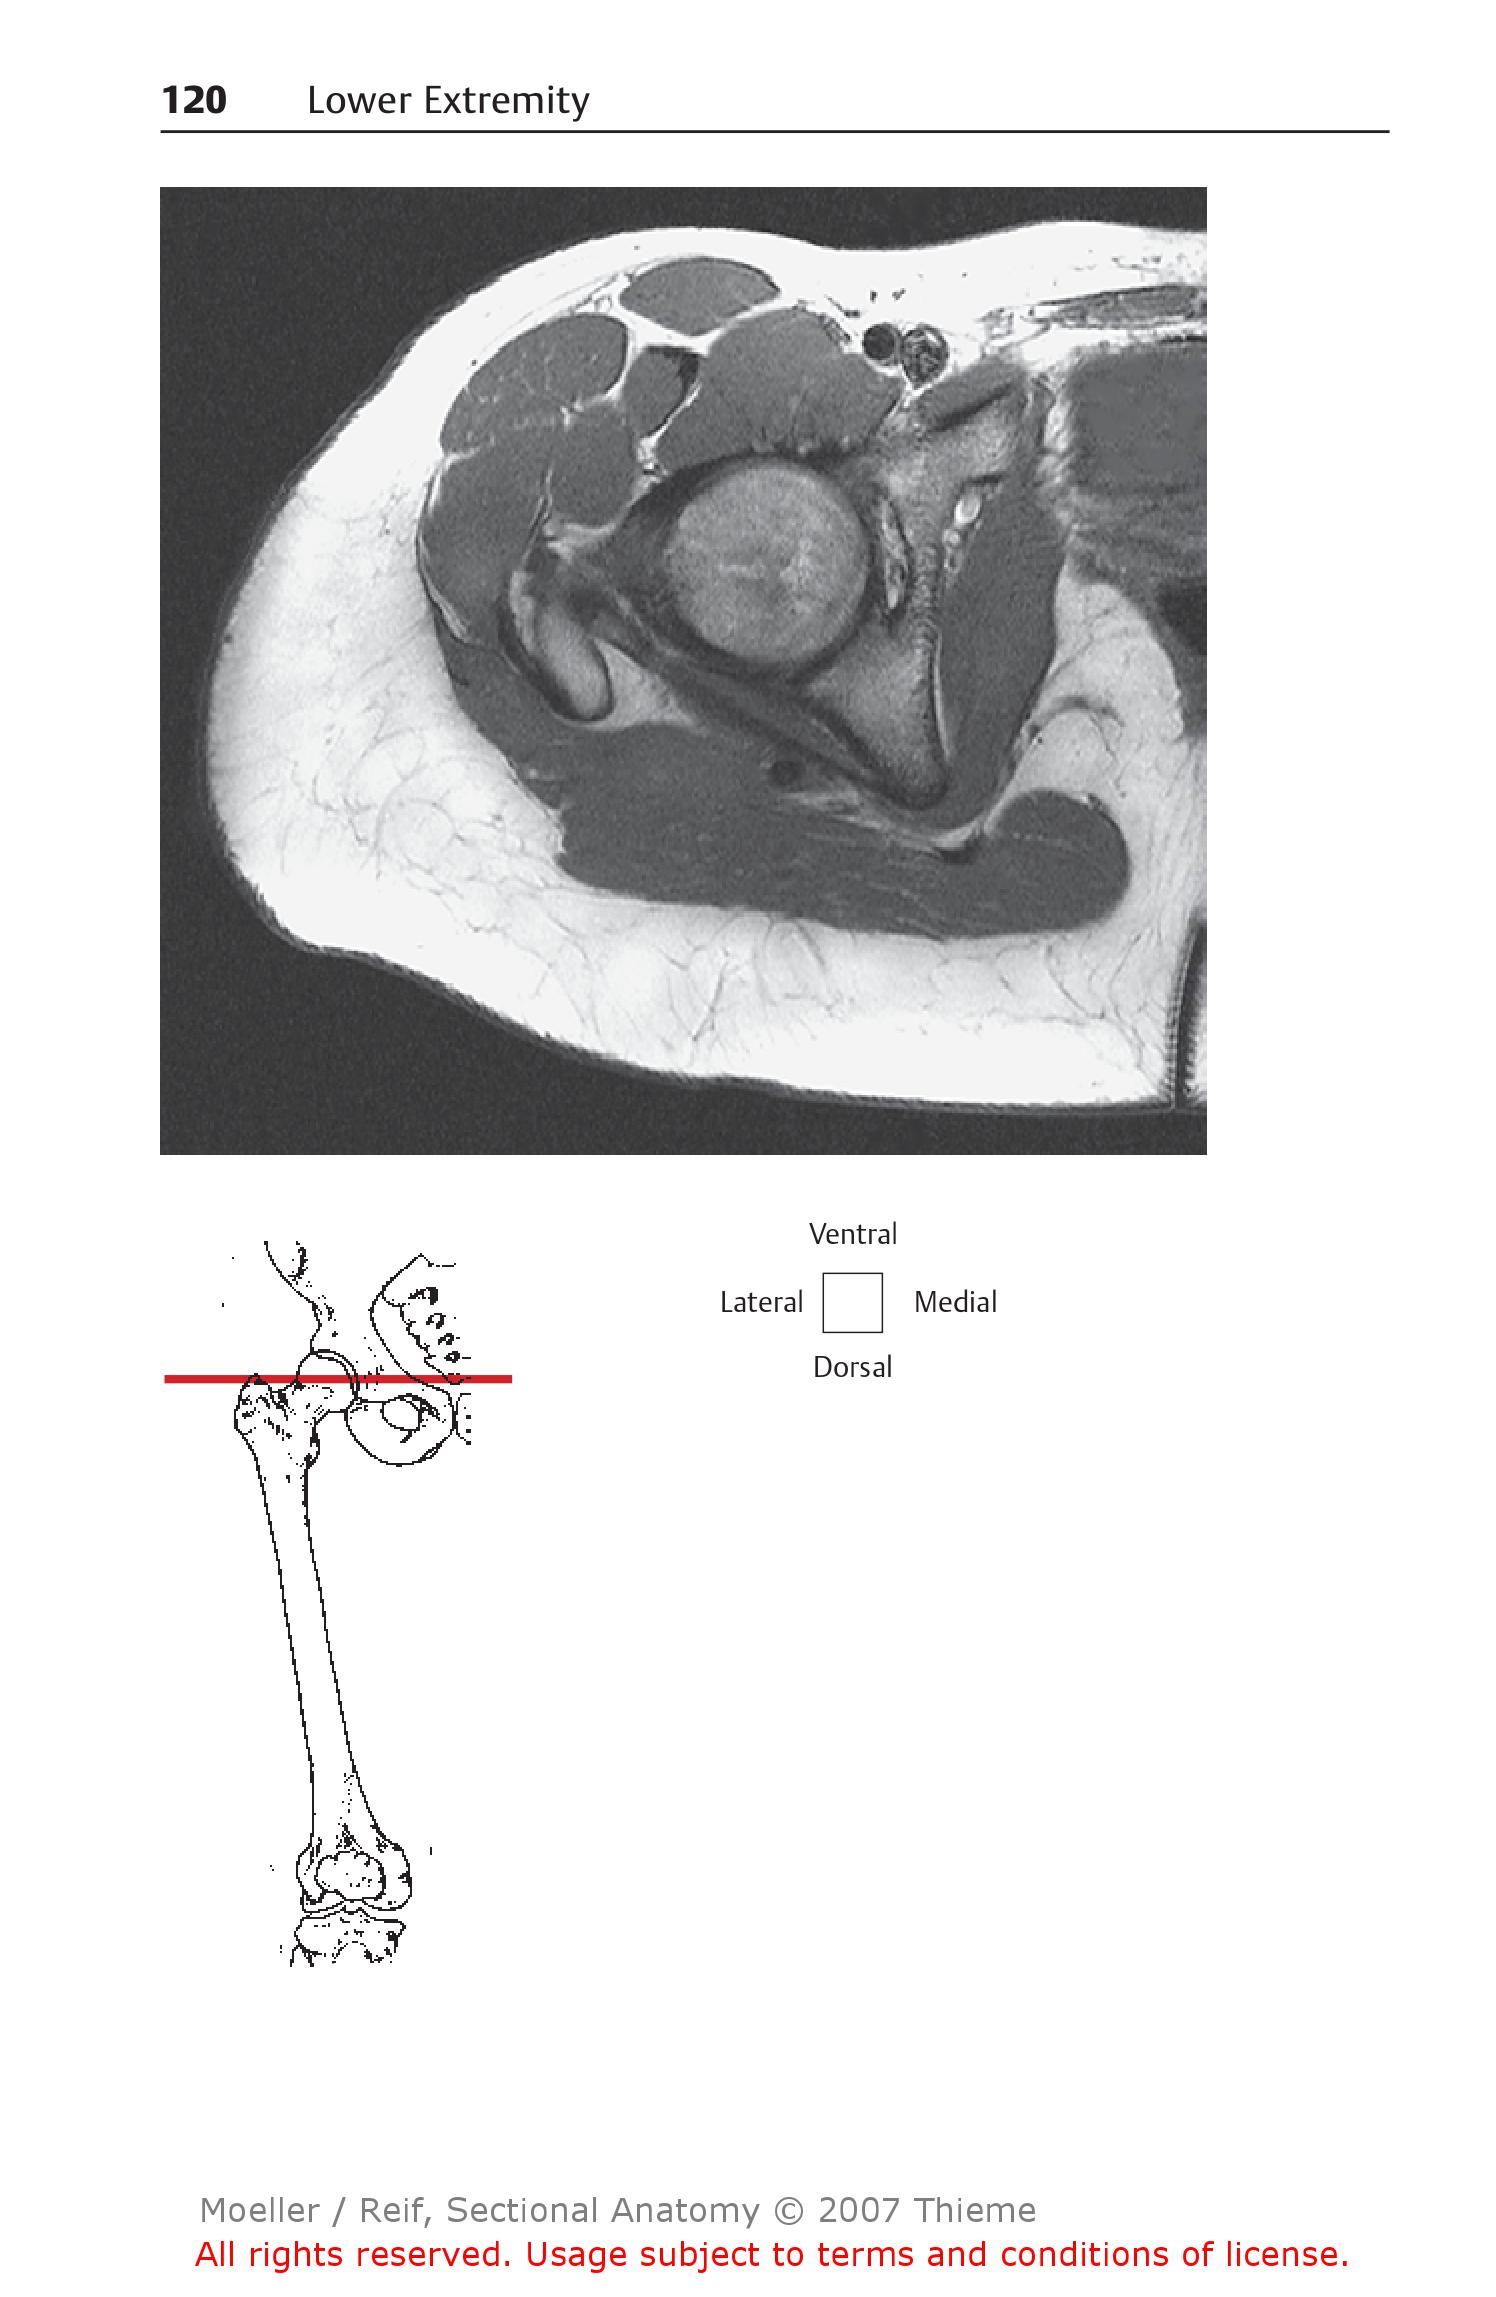 120 Lower Extremity
Ventral
Lateral Medial
Dorsal
Moeller / Reif, Sectional Anatomy © 2007 Thieme
All rights reserved. Usage subject to terms and conditions of license.